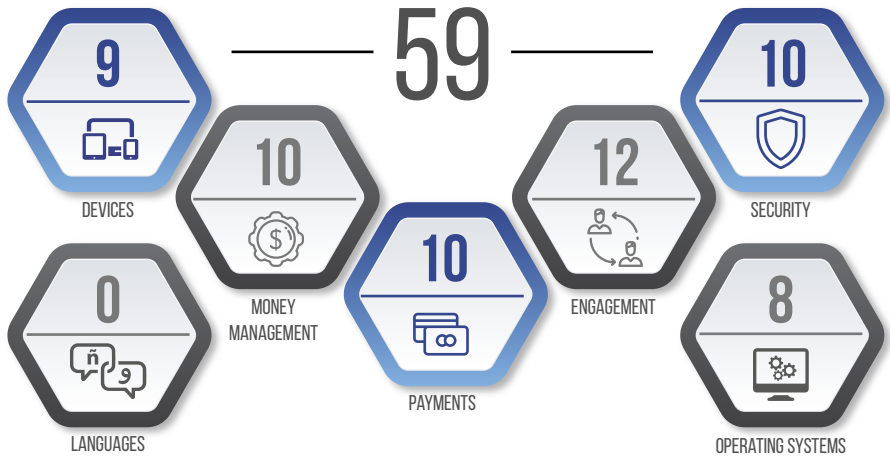 59
9
DEVICES
10
MONEY
MANAGEMENT
10
PAYMENTS
12
ENGAGEMENT
10
SECURITY
0
ñ
و
LANGUAGES
$
8
OPERATING SYSTEMS